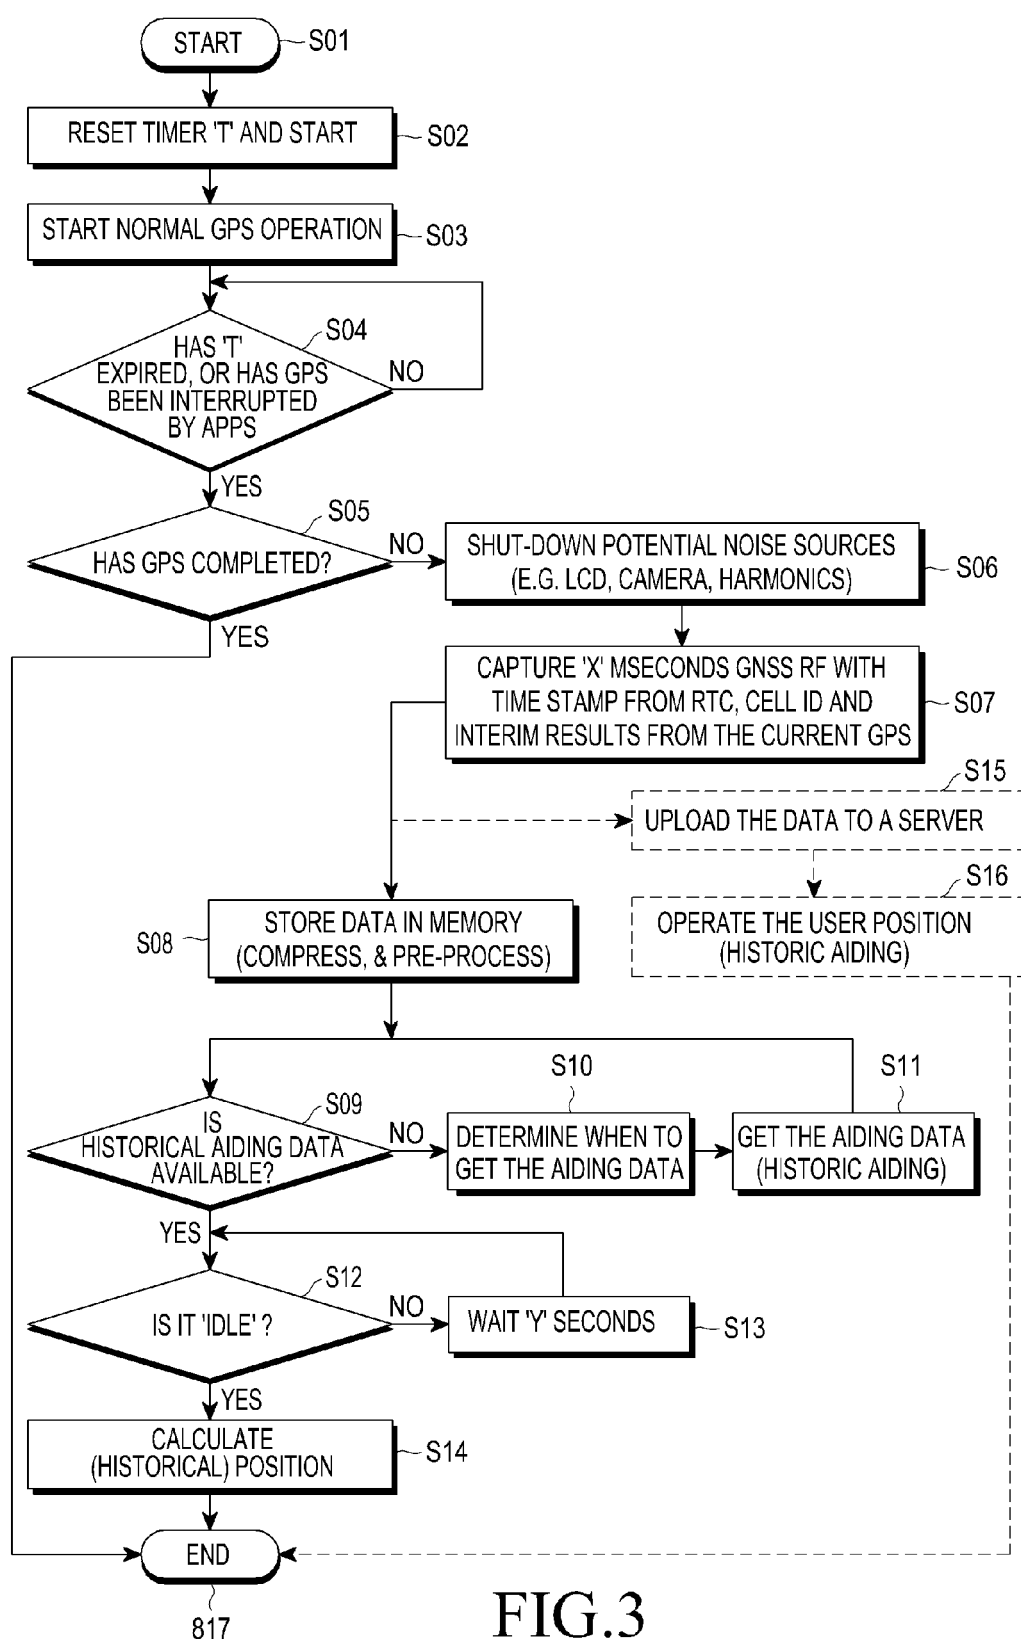 START
S01
RESET TIMER 'T' AND START
S02
START NORMAL GPS OPERATION
S03
S04
HAS 'T'
EXPIRED, OR HAS GPS
BEEN INTERRUPTED
BY APPS
NO
YES
S05
HAS GPS COMPLETED?
NO
YES
SHUT-DOWN POTENTIAL NOISE SOURCES
(E.G. LCD, CAMERA, HARMONICS)
S06
CAPTURE 'X' MSECONDS GNSS RF WITH
TIME STAMP FROM RTC, CELL ID AND
INTERIM RESULTS FROM THE CURRENT GPS
S07
S15
UPLOAD THE DATA TO A SERVER
S16
OPERATE THE USER POSITION
(HISTORIC AIDING)
S08
STORE DATA IN MEMORY
(COMPRESS, & PRE-PROCESS)
S09
IS
HISTORICAL AIDING DATA
AVAILABLE?
NO
YES
S10
DETERMINE WHEN TO
GET THE AIDING DATA
S11
GET THE AIDING DATA
(HISTORIC AIDING)
S12
IS IT 'IDLE' ?
NO
YES
WAIT 'Y' SECONDS
S13
CALCULATE
(HISTORICAL) POSITION
S14
END
817
FIG.3